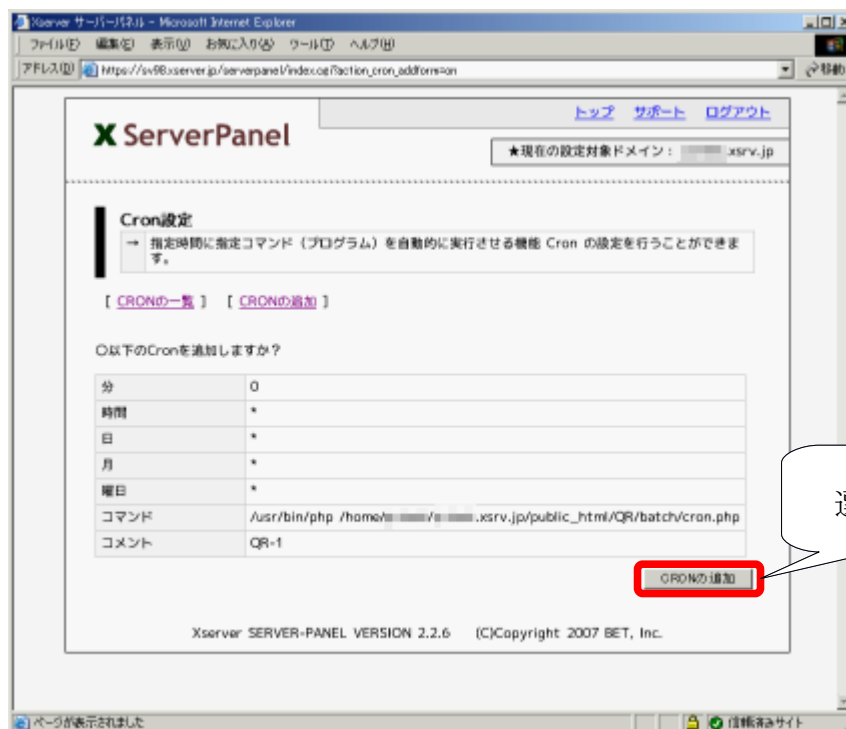 Xserver サーバーパネル - Microsoft Internet Explorer
ファイル(F) 編集(E) 表示(V) お気に入り(A) ツール(T) ヘルプ(H)
アドレス(D) https://sv98.xserver.jp/serverpanel/index.cgi?action_cron_addform=on 移動
トップ サポート ログアウト
X ServerPanel
★現在の設定対象ドメイン: .xsrv.jp
Cron設定
→ 指定時間に指定コマンド（プログラム）を自動的に実行させる機能 Cron の設定を行うことができま
す。
[ CRONの一覧 ] [ CRONの追加 ]
○以下のCronを追加しますか？
分 0
時間 *
日 *
月 *
曜日 *
コマンド /usr/bin/php /home/ / .xsrv.jp/public_html/QR/batch/cron.php
コメント QR-1
CRONの追加
Xserver SERVER-PANEL VERSION 2.2.6 (C)Copyright 2007 BET, Inc.
ページが表示されました 信頼済みサイト